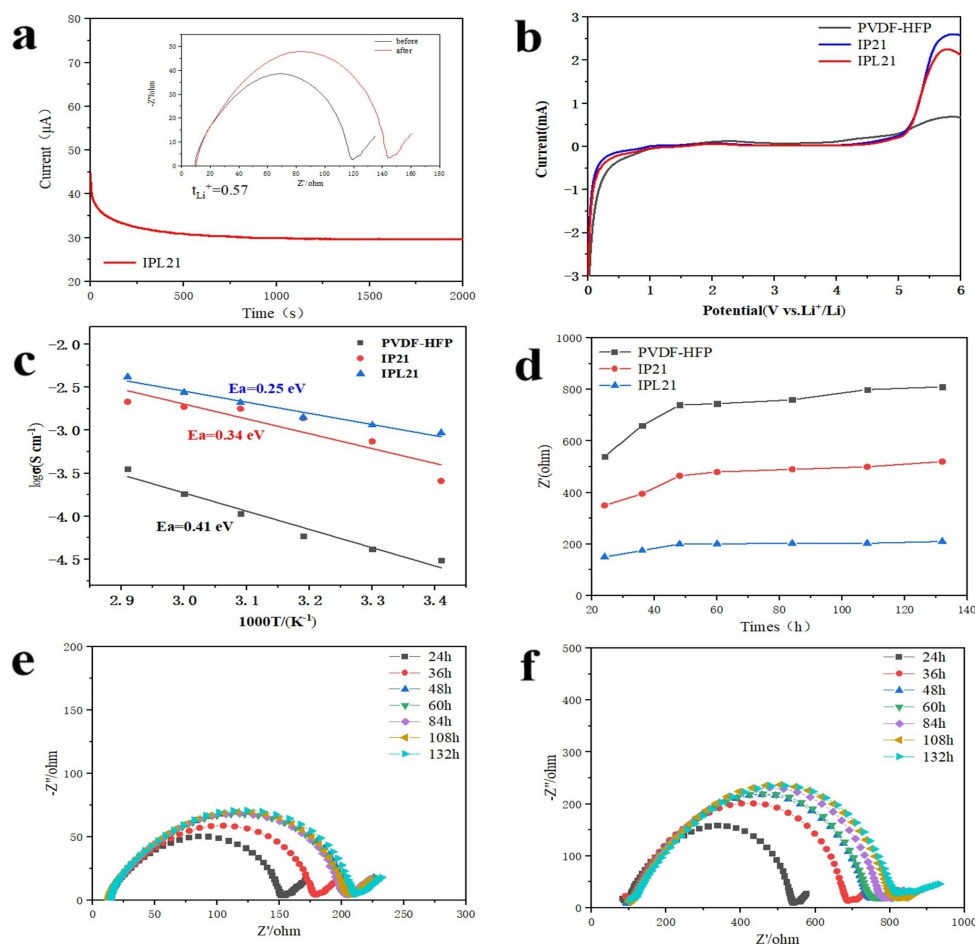 a
80
70
60
50
40
30
20
Current（μA）
0
500
1000
1500
2000
Time（s）
IPL21
before
after
50
45
40
35
30
25
20
15
10
5
0
-Z''/ohm
0
20
40
60
80
100
120
140
160
180
Z'/ohm
tLi+=0.57
b
PVDF-HFP
IP21
IPL21
3
2
1
0
−1
−2
−3
Current(mA)
0
1
2
3
4
5
6
Potential(V vs.Li+/Li)
c
PVDF-HFP
IP21
IPL21
−2.0
−2.5
−3.0
−3.5
−4.0
−4.5
logσ(S cm-1)
Ea=0.25 eV
Ea=0.34 eV
Ea=0.41 eV
2.9
3.0
3.1
3.2
3.3
3.4
1000T/(K-1)
d
PVDF-HFP
IP21
IPL21
1000
800
600
400
200
0
Z'(ohm)
20
40
60
80
100
120
140
Times（h）
e
24h
36h
48h
60h
84h
108h
132h
200
150
100
50
0
-Z''/ohm
0
50
100
150
200
250
300
Z'/ohm
f
24h
36h
48h
60h
84h
108h
132h
500
400
300
200
100
0
-Z''/ohm
0
200
400
600
800
1000
Z'/ohm